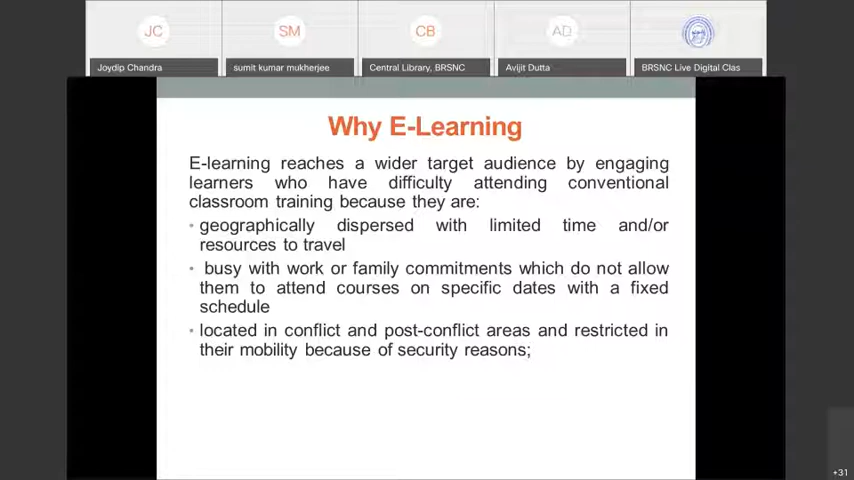 JC
SM
CB
AD
Joydip Chandra
sumit kumar mukherjee
Central Library, BRSNC
Avijit Dutta
BRSNC Live Digital Clas
Why E-Learning
E-learning reaches a wider target audience by engaging
learners who have difficulty attending conventional
classroom training because they are:
• geographically dispersed with limited time and/or
resources to travel
• busy with work or family commitments which do not allow
them to attend courses on specific dates with a fixed
schedule
• located in conflict and post-conflict areas and restricted in
their mobility because of security reasons;
+31